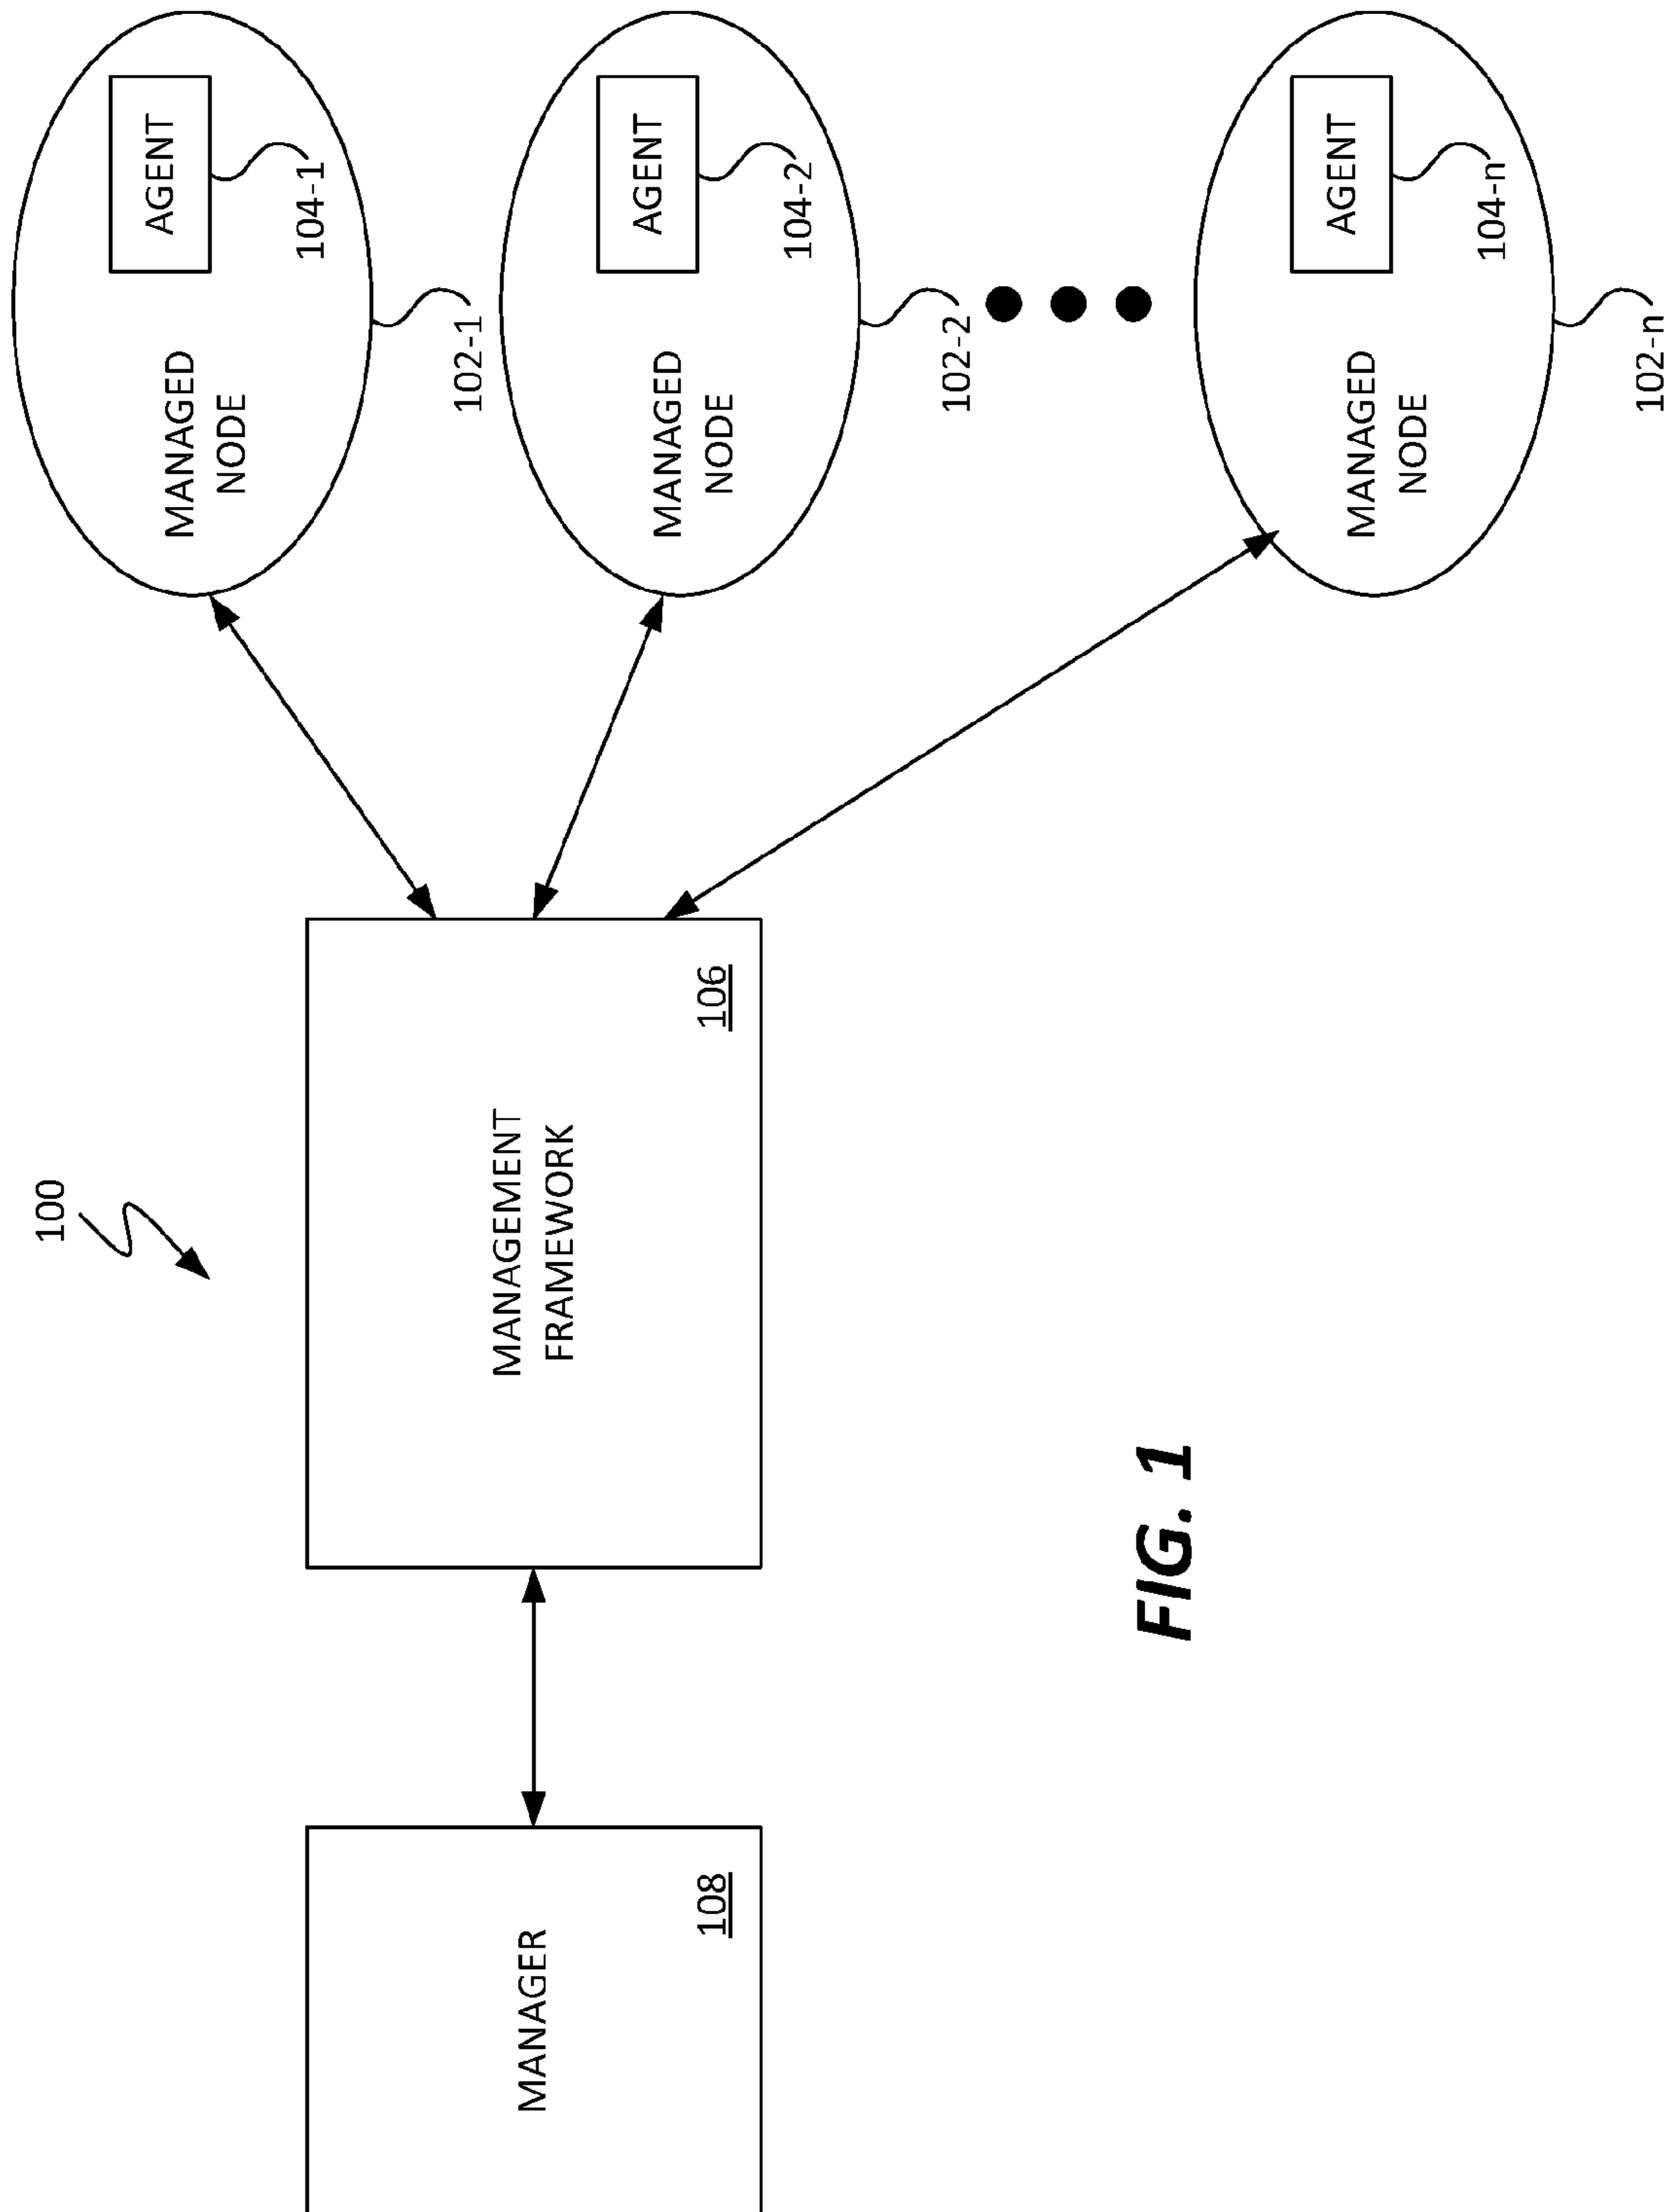 100
MANAGER
108
MANAGEMENT
FRAMEWORK
106
MANAGED
NODE
AGENT
104-1
102-1
MANAGED
NODE
AGENT
104-2
102-2
MANAGED
NODE
AGENT
104-n
102-n
FIG. 1